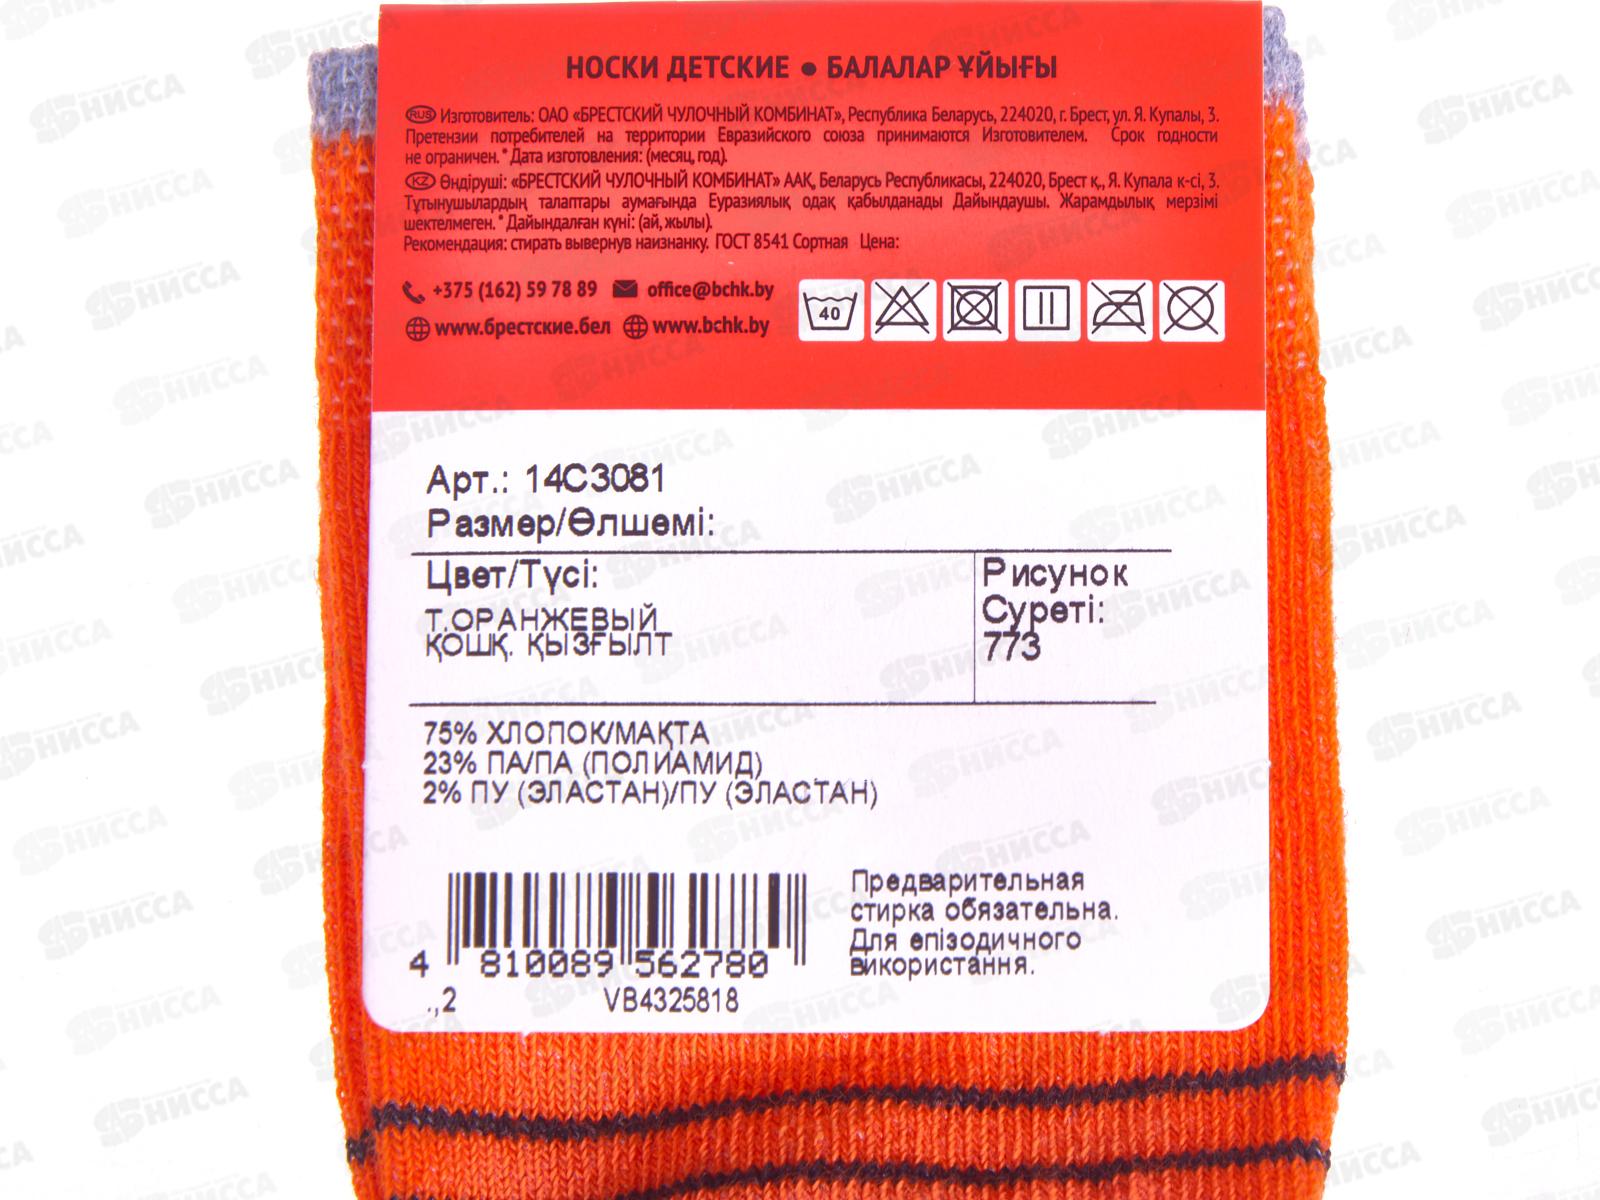 НОСКИ ДЕТСКИЕ ● БАЛАЛАР ҰЙЫҒЫ
RUS Изготовитель: ОАО «БРЕСТСКИЙ ЧУЛОЧНЫЙ КОМБИНАТ», Республика Беларусь, 224020, г. Брест, ул. Я. Купалы, 3.
Претензии потребителей на территории Евразийского союза принимаются Изготовителем. Срок годности
не ограничен. * Дата изготовления: (месяц, год).
KZ Өндіруші: «БРЕСТСКИЙ ЧУЛОЧНЫЙ КОМБИНАТ» ААҚ, Беларусь Республикасы, 224020, Брест қ., Я. Купала к-сі, 3.
Тұтынушылардың талаптары аумағында Еуразиялық одақ қабылданады Дайындаушы. Жарамдылық мерзімі
шектелмеген. * Дайындалған күні: (ай, жылы).
Рекомендация: стирать вывернув наизнанку. ГОСТ 8541 Сортная Цена:
+375 (162) 59 78 89 office@bchk.by
www.брестские.бел www.bchk.by
40
Арт.: 14С3081
Размер/Өлшемі:
Цвет/Түсі:
Т.ОРАНЖЕВЫЙ
ҚОШҚ. ҚЫЗҒЫЛТ
Рисунок
Суреті:
773
75% ХЛОПОК/МАҚТА
23% ПА/ПА (ПОЛИАМИД)
2% ПУ (ЭЛАСТАН)/ПУ (ЭЛАСТАН)
4 810089 562780
.,2 VB4325818
Предварительная
стирка обязательна.
Для епізодичного
використання.
НИССА